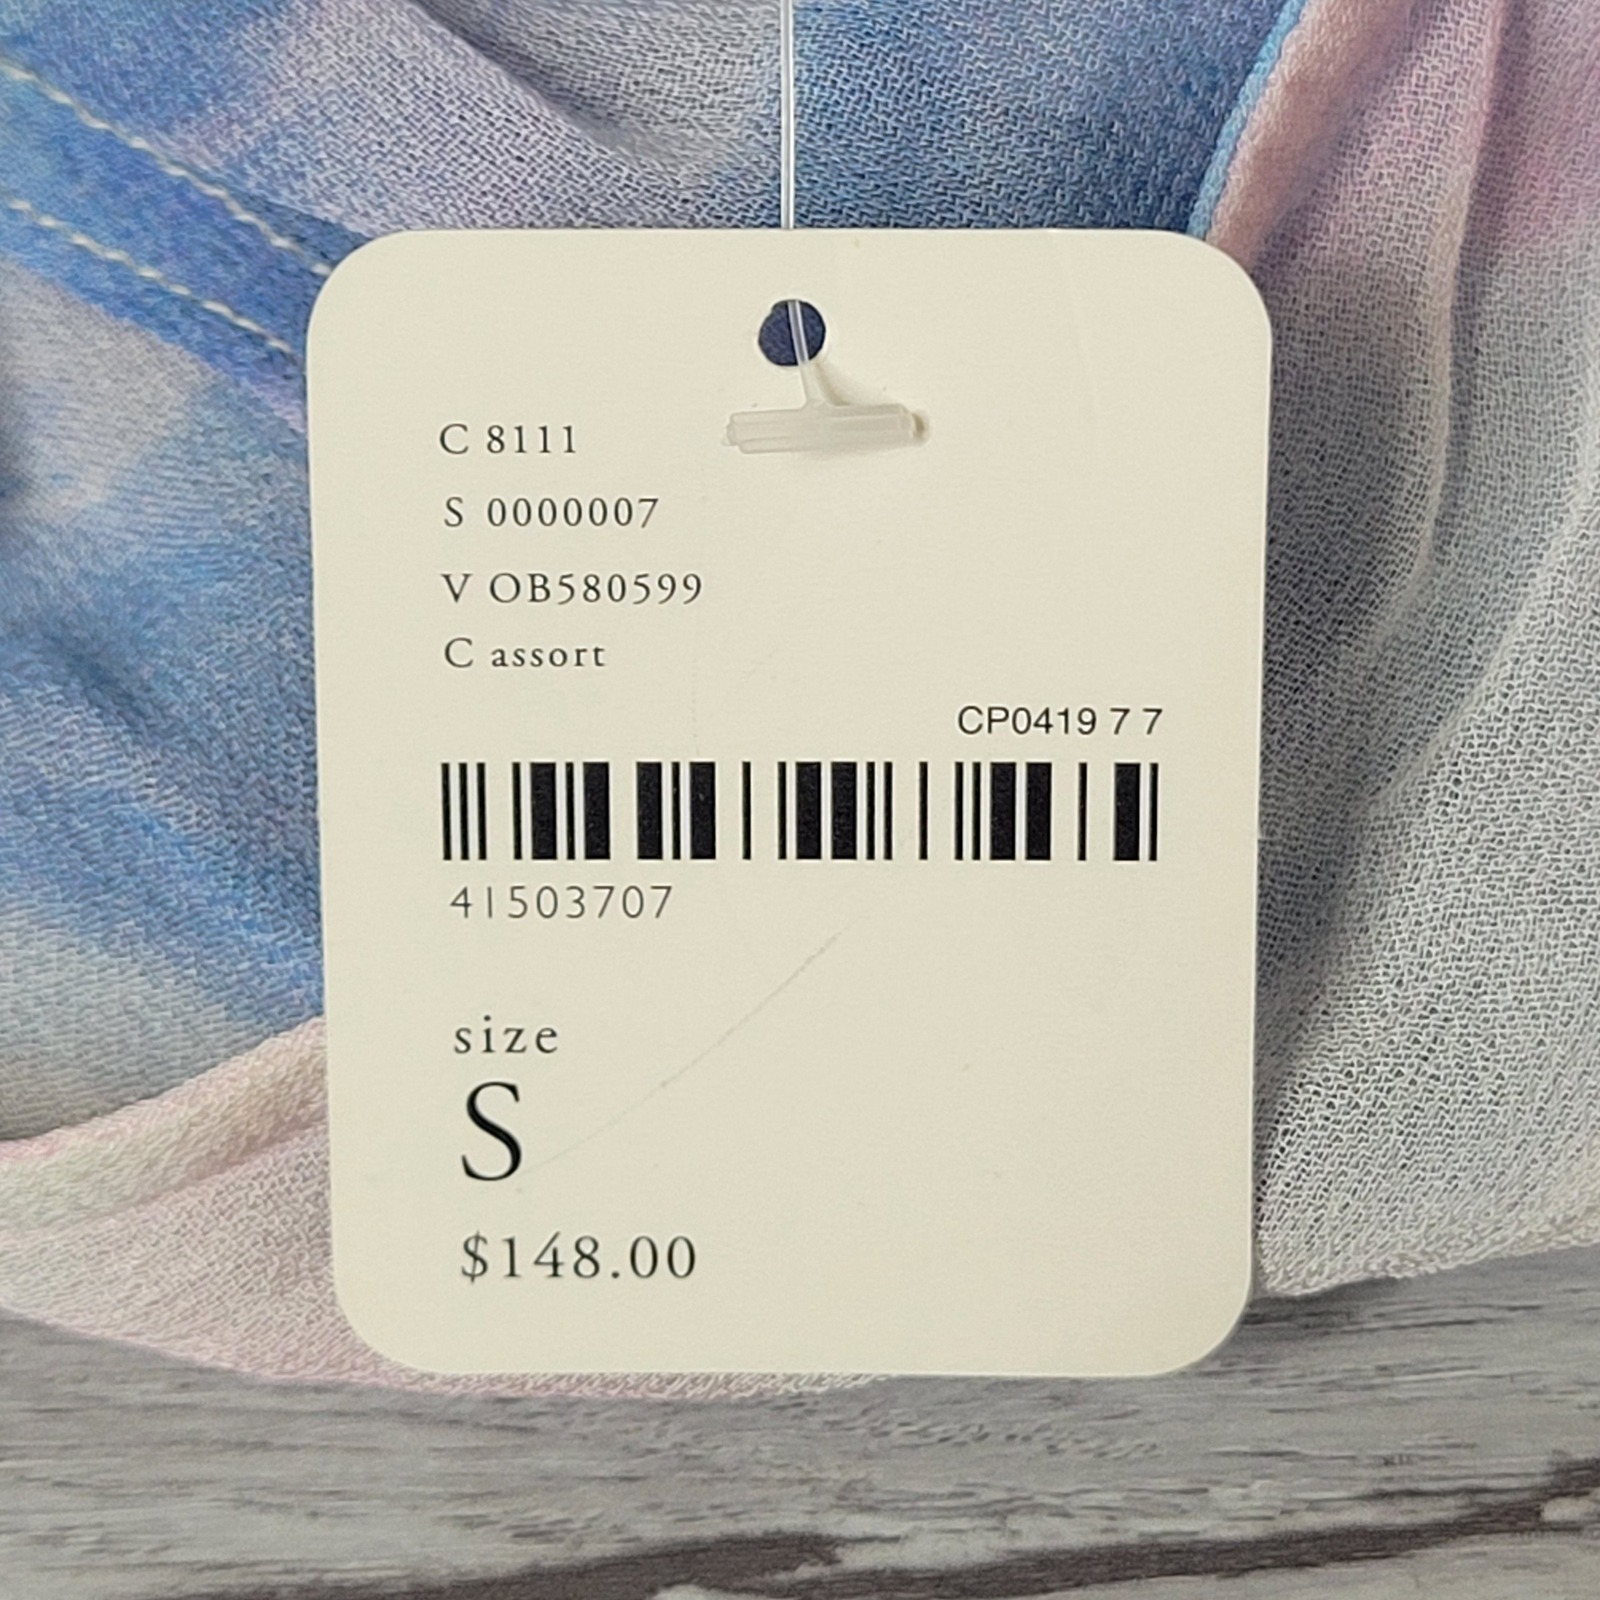 C 8111
S 0000007
V OB580599
C assort
CP0419 7 7
41503707
size
S
$148.00